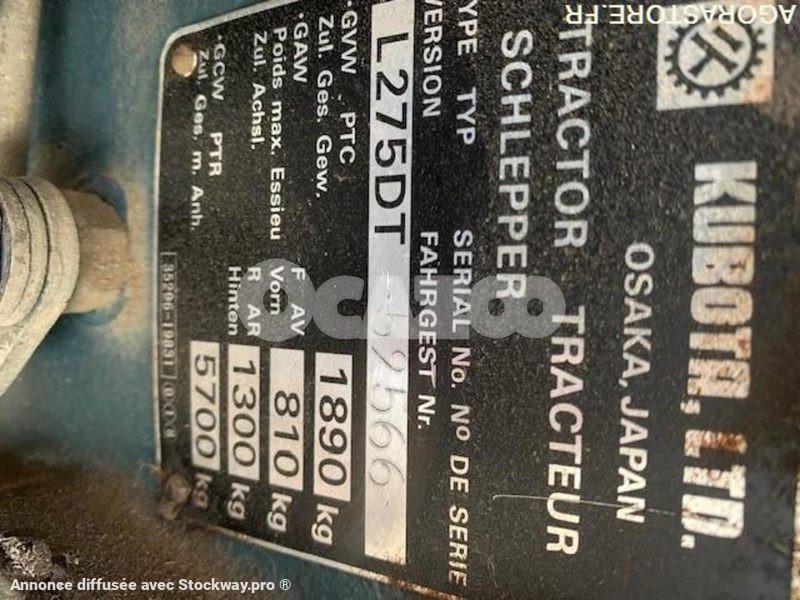 AGORASTORE.FR
KUBOTA, LTD.
OSAKA, JAPAN
TRACTOR TRACTEUR
SCHLEPPER
TYPE TYP SERIAL No. No DE SERIE
VERSION FAHRGEST Nr.
L275DT 52566
·GVW PTC 1890 kg
Zul. Ges. Gew.
·GAW F AV 810 kg
Poids max. Essieu Vorn
Zul. Achsl. R AR 1300 kg
Hinten
·GCW PTR 5700 kg
Zul. Ges. m. Anh.
OCAZOO
Annonce diffusée avec Stockway.pro ®